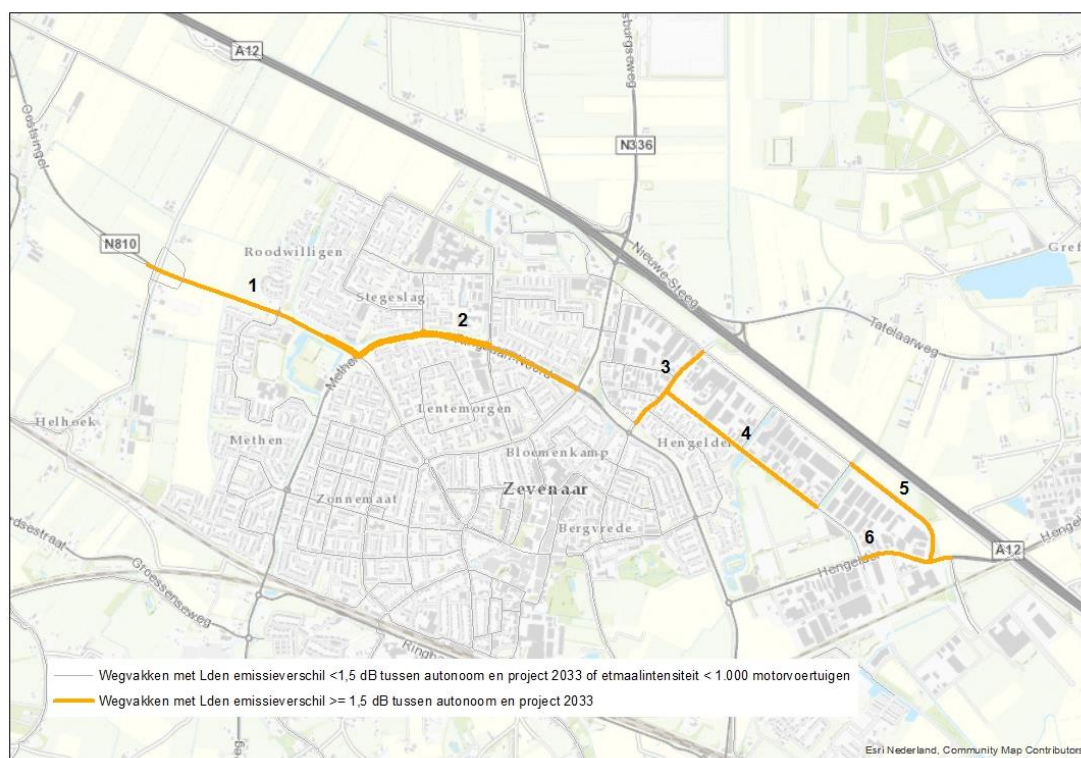 A12
Oostsingel
N336
N810
Roodwilligen
1
Stegeslag
2
Nieuwe Steeg
Tatelaarweg
3
Helhoek
Methen
Lentemorgen
Hengelder
4
Bloemenkamp
Zonnemaat
Zevenaar
5
Bergvrede
6
A12
Groessenseweg
Wegvakken met Lden emissieverschil <1,5 dB tussen autonoom en project 2033 of etmaalintensiteit < 1.000 motorvoertuigen
Wegvakken met Lden emissieverschil >= 1,5 dB tussen autonoom en project 2033
Esri Nederland, Community Map Contributors